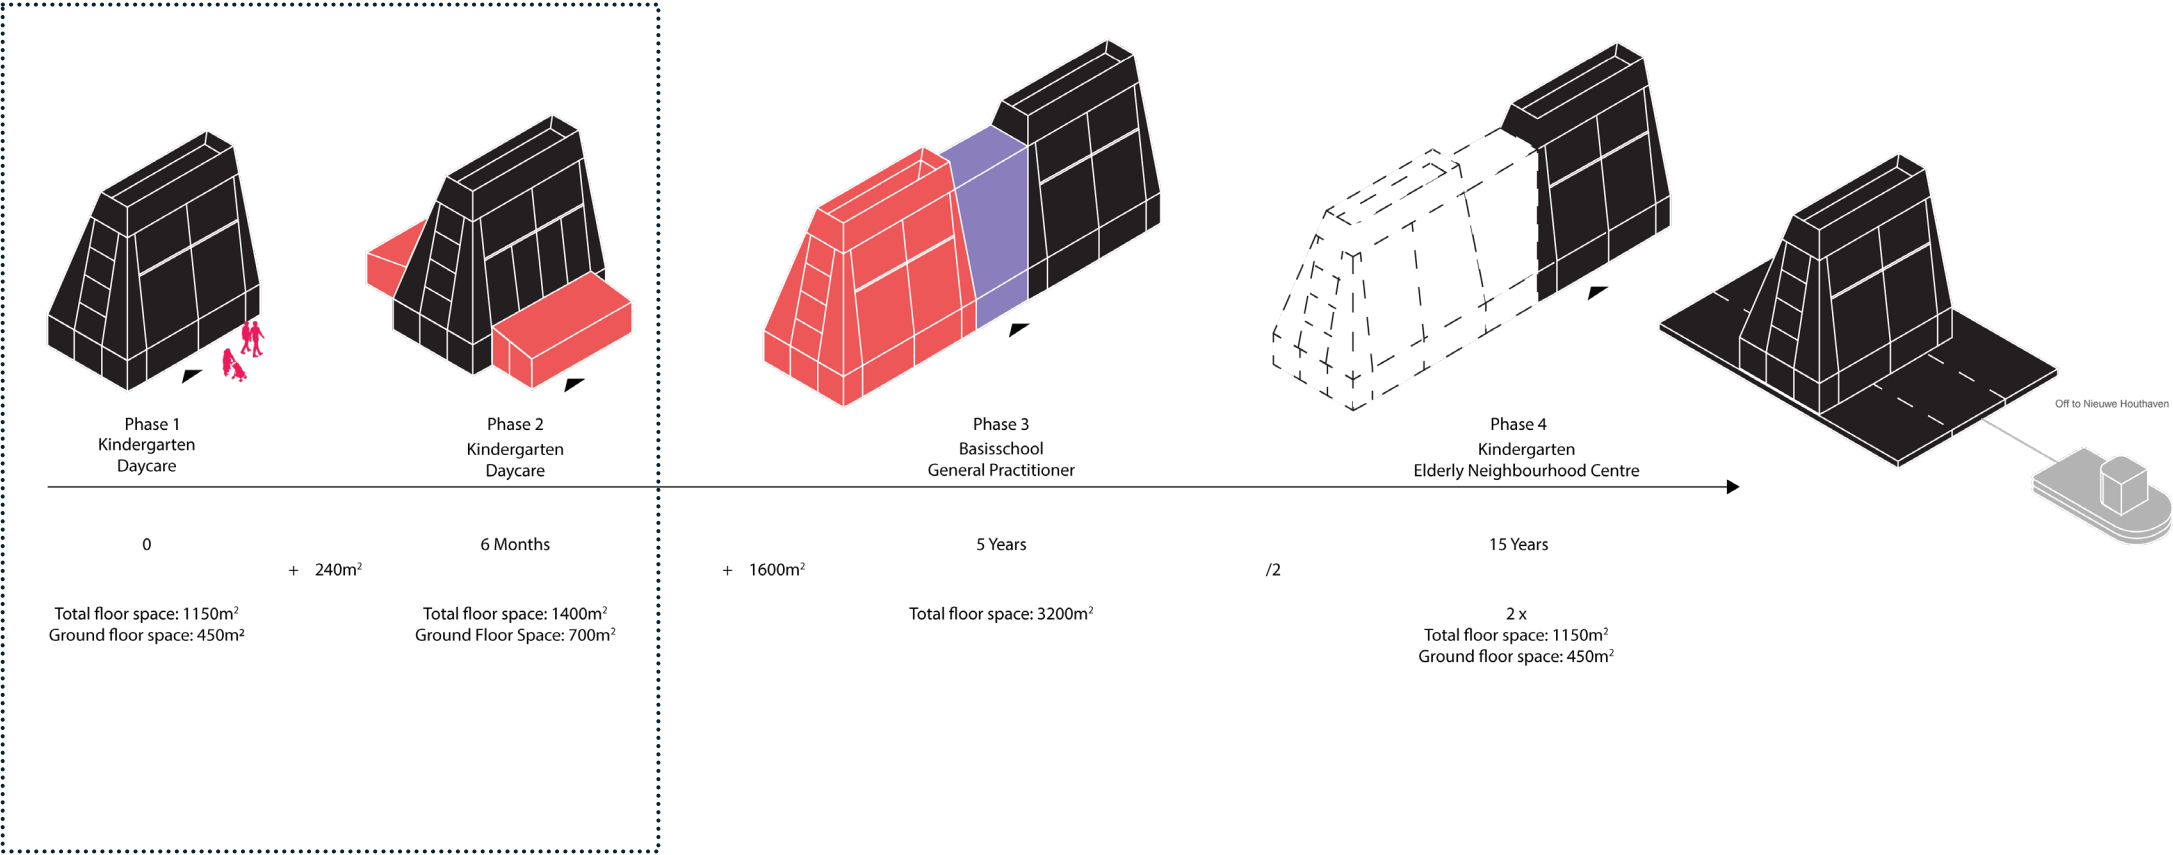 Off to Nieuwe Houthaven
Phase 1
Kindergarten
Daycare
Phase 2
Kindergarten
Daycare
Phase 3
Basisschool
General Practitioner
Phase 4
Kindergarten
Elderly Neighbourhood Centre
0
6 Months
5 Years
15 Years
+ 240m²
+ 1600m²
/2
Total floor space: 1150m²
Ground floor space: 450m²
Total floor space: 1400m²
Ground Floor Space: 700m²
Total floor space: 3200m²
2 x
Total floor space: 1150m²
Ground floor space: 450m²